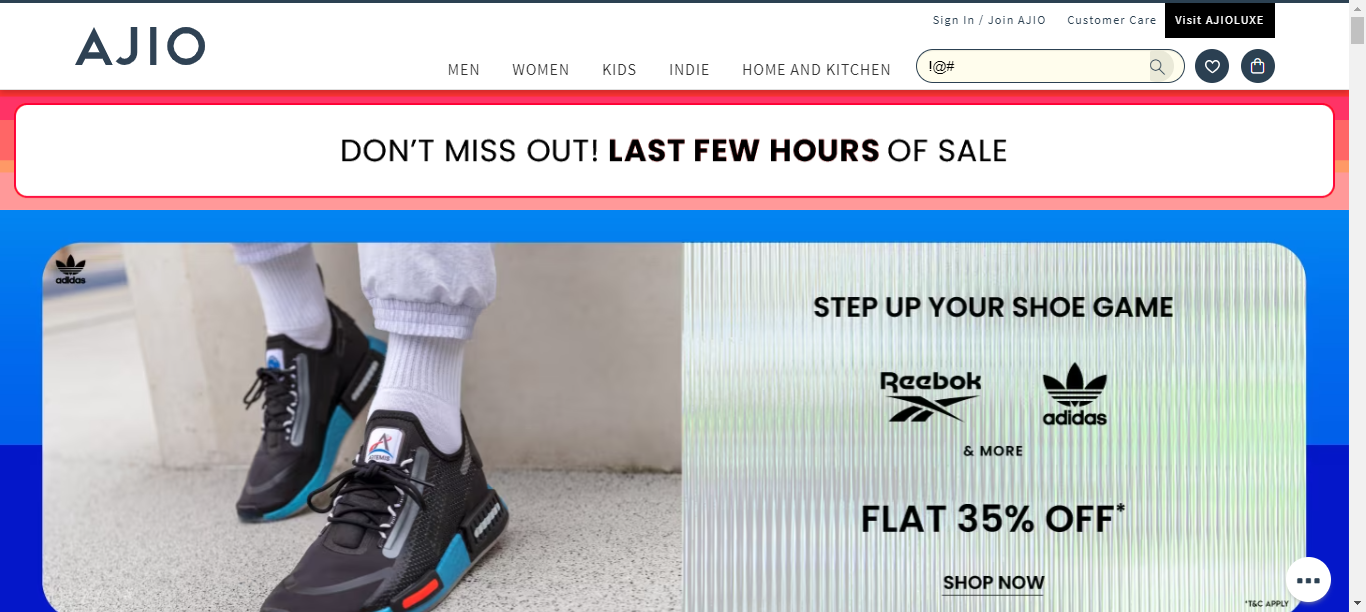 Sign In / Join AJIO Customer Care Visit AJIOLUXE
AJIO
MEN WOMEN KIDS INDIE HOME AND KITCHEN !@#
DON'T MISS OUT! LAST FEW HOURS OF SALE
adidas
STEP UP YOUR SHOE GAME
Reebok adidas
& MORE
ARTEMIS
FLAT 35% OFF*
SHOP NOW
*T&C APPLY